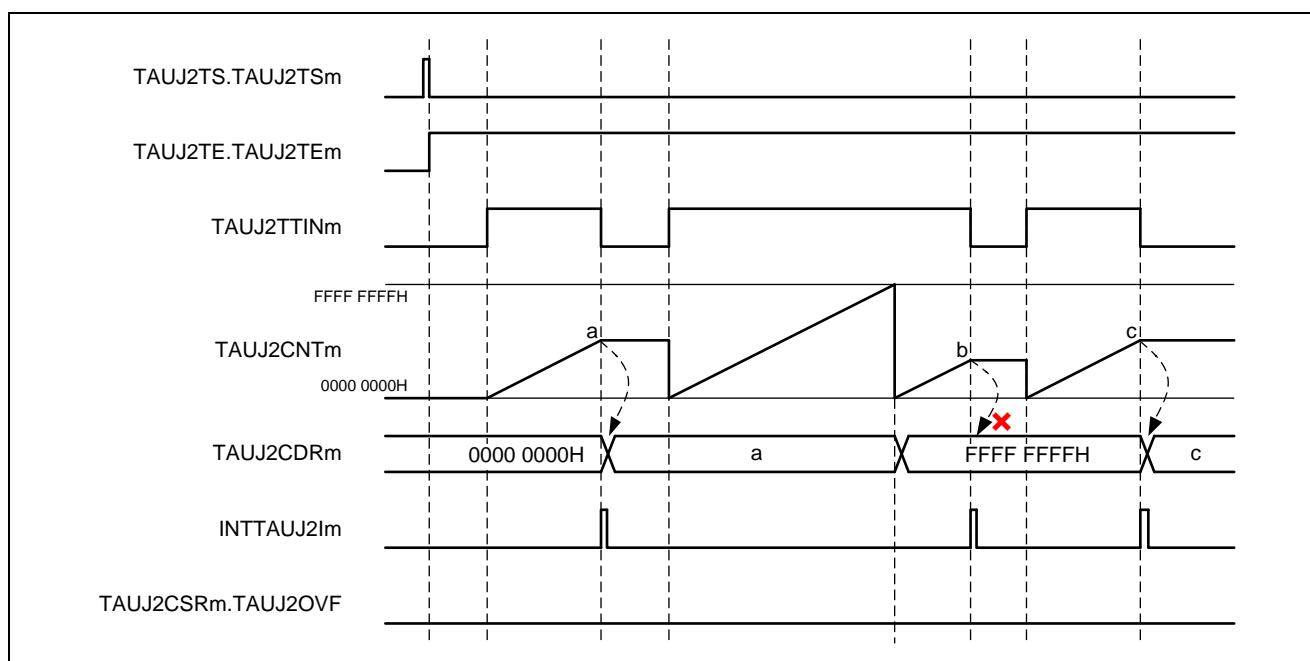 TAUJ2TS.TAUJ2TSm
TAUJ2TE.TAUJ2TEm
TAUJ2TTINm
FFFF FFFFH
TAUJ2CNTm
0000 0000H
a
b
c
TAUJ2CDRm
0000 0000H
a
FFFF FFFFH
c
INTTAUJ2Im
TAUJ2CSRm.TAUJ2OVF